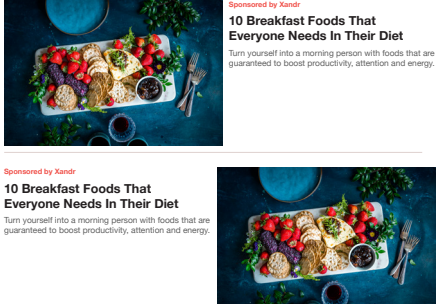 Sponsored by Xandr
10 Breakfast Foods That
Everyone Needs In Their Diet
Turn yourself into a morning person with foods that are
guaranteed to boost productivity, attention and energy.
Sponsored by Xandr
10 Breakfast Foods That
Everyone Needs In Their Diet
Turn yourself into a morning person with foods that are
guaranteed to boost productivity, attention and energy.